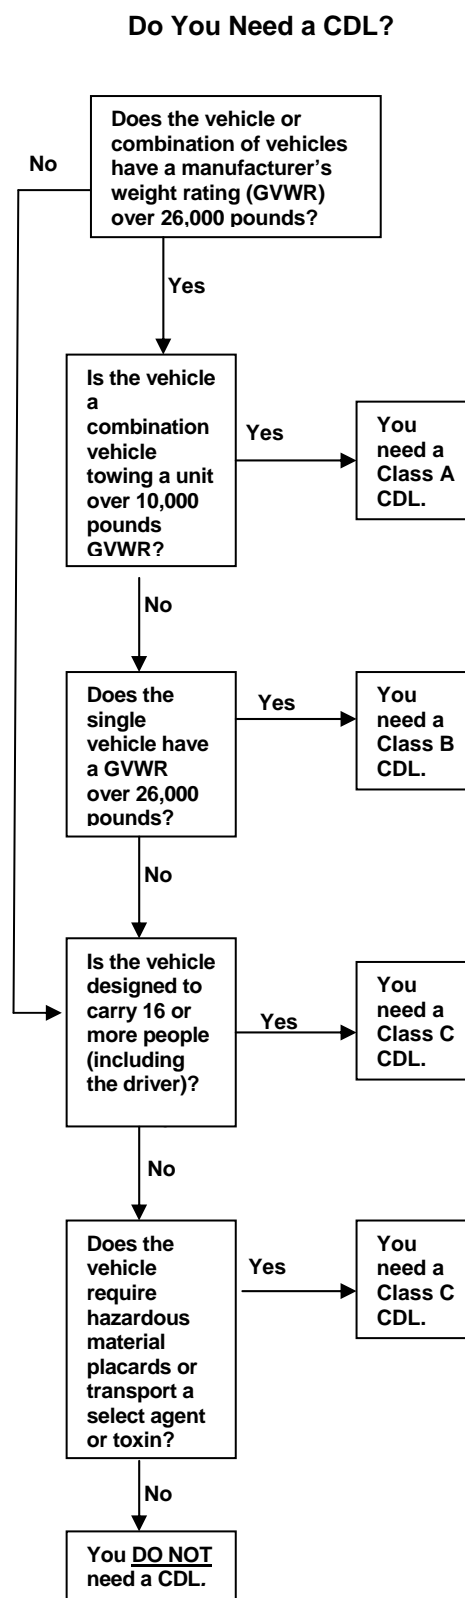 Do You Need a CDL?
Does the vehicle or
combination of vehicles
have a manufacturer’s
weight rating (GVWR)
over 26,000 pounds?
No
Yes
Is the vehicle
a
combination
vehicle
towing a unit
over 10,000
pounds
GVWR?
Yes
You
need a
Class A
CDL.
No
Does the
single
vehicle have
a GVWR
over 26,000
pounds?
Yes
You
need a
Class B
CDL.
No
Is the vehicle
designed to
carry 16 or
more people
(including
the driver)?
Yes
You
need a
Class C
CDL.
No
Does the
vehicle
require
hazardous
material
placards or
transport a
select agent
or toxin?
Yes
You
need a
Class C
CDL.
No
You DO NOT
need a CDL.